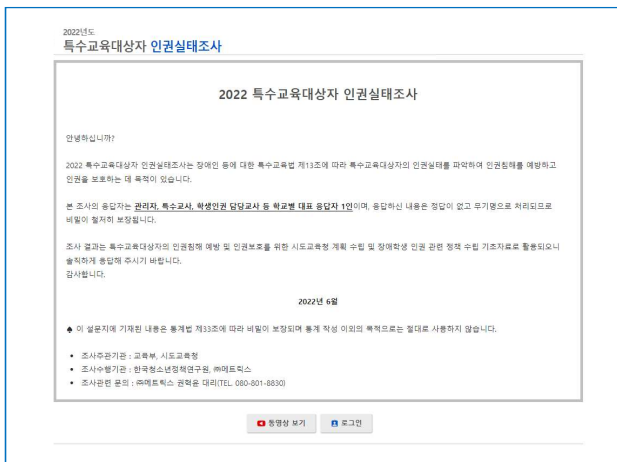 2022년도
특수교육대상자 인권실태조사
2022 특수교육대상자 인권실태조사
안녕하십니까?
2022 특수교육대상자 인권실태조사는 장애인 등에 대한 특수교육법 제13조에 따라 특수교육대상자의 인권실태를 파악하여 인권침해를 예방하고
인권을 보호하는 데 목적이 있습니다.
본 조사의 응답자는 관리자, 특수교사, 학생인권 담당교사 등 학교별 대표 응답자 1인이며, 응답하신 내용은 정답이 없고 무기명으로 처리되므로
비밀이 철저히 보장됩니다.
조사 결과는 특수교육대상자의 인권침해 예방 및 인권보호를 위한 시도교육청 계획 수립 및 장애학생 인권 관련 정책 수립 기초자료로 활용되오니
솔직하게 응답해 주시기 바랍니다.
감사합니다.
2022년 6월
♠ 이 설문지에 기재된 내용은 통계법 제33조에 따라 비밀이 보장되며 통계 작성 이외의 목적으로는 절대로 사용하지 않습니다.
• 조사주관기관 : 교육부, 시도교육청
• 조사수행기관 : 한국청소년정책연구원, ㈜메트릭스
• 조사관련 문의 : ㈜메트릭스 권혁윤 대리(TEL. 080-801-8830)
동영상 보기 로그인